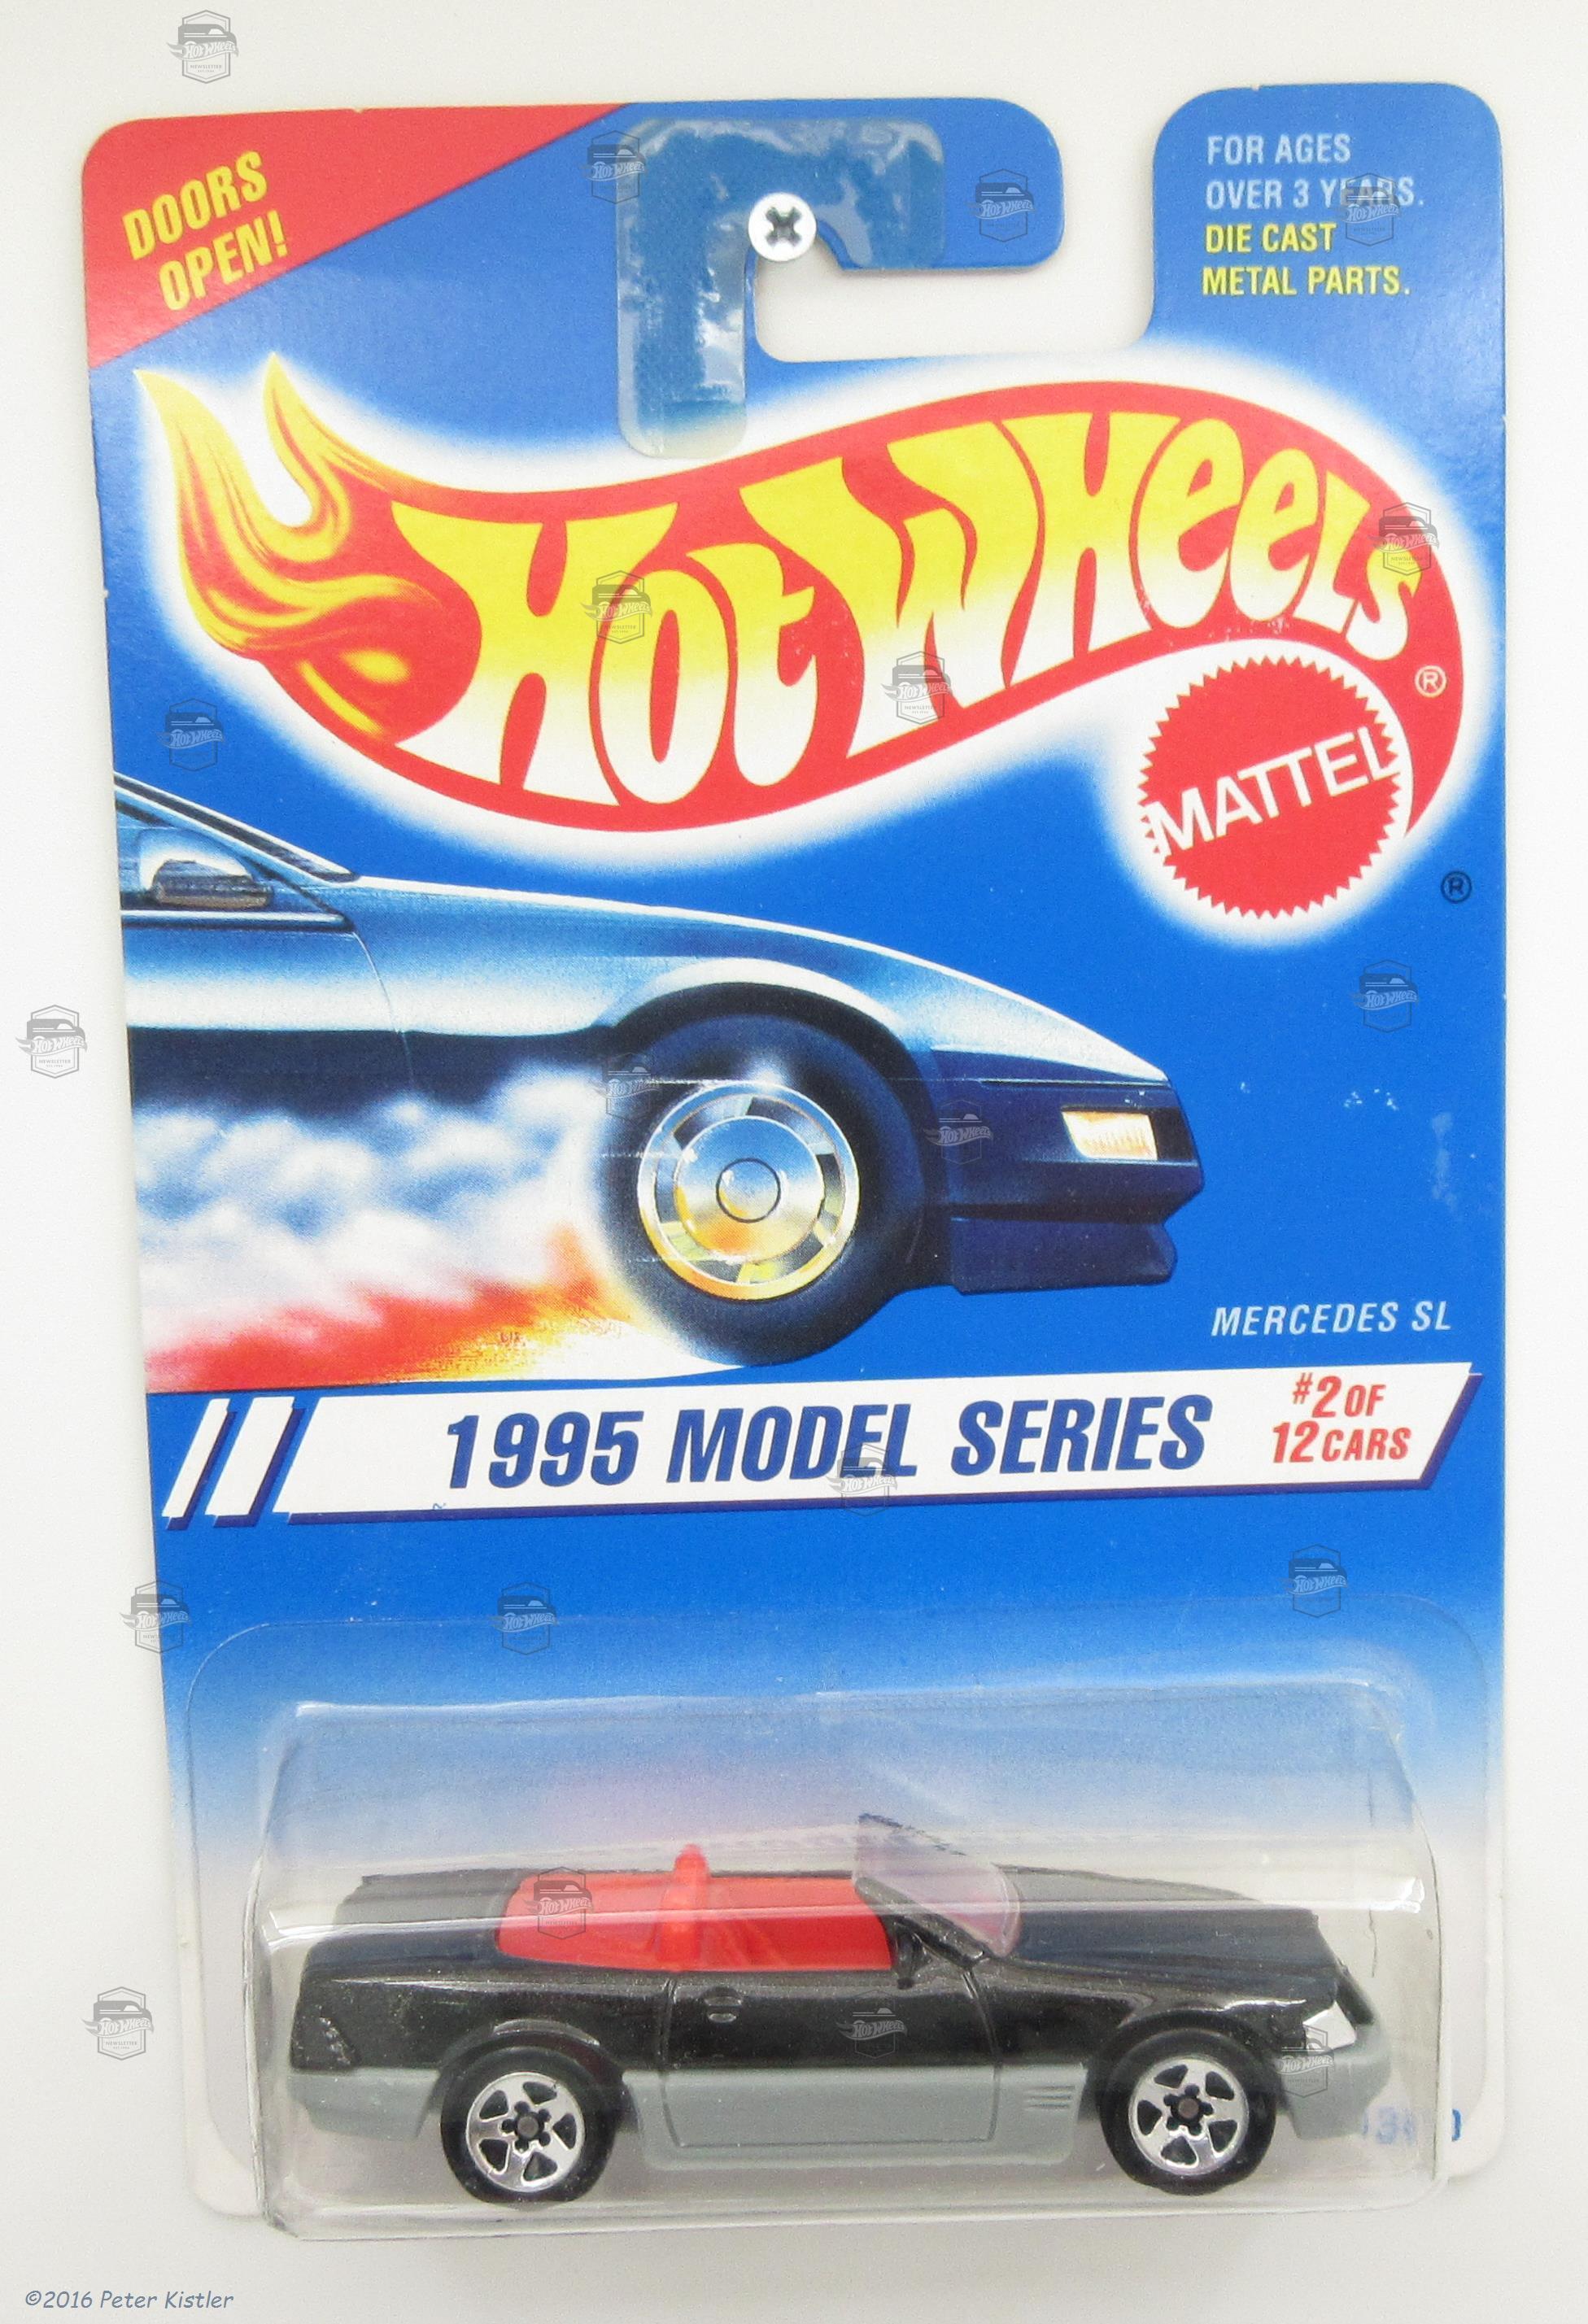 DOORS
OPEN!
FOR AGES
OVER 3 YEARS.
DIE CAST
METAL PARTS.
HOT WHEELS
®
MATTEL
®
MERCEDES SL
1995 MODEL SERIES
#2 OF
12 CARS
©2016 Peter Kistler